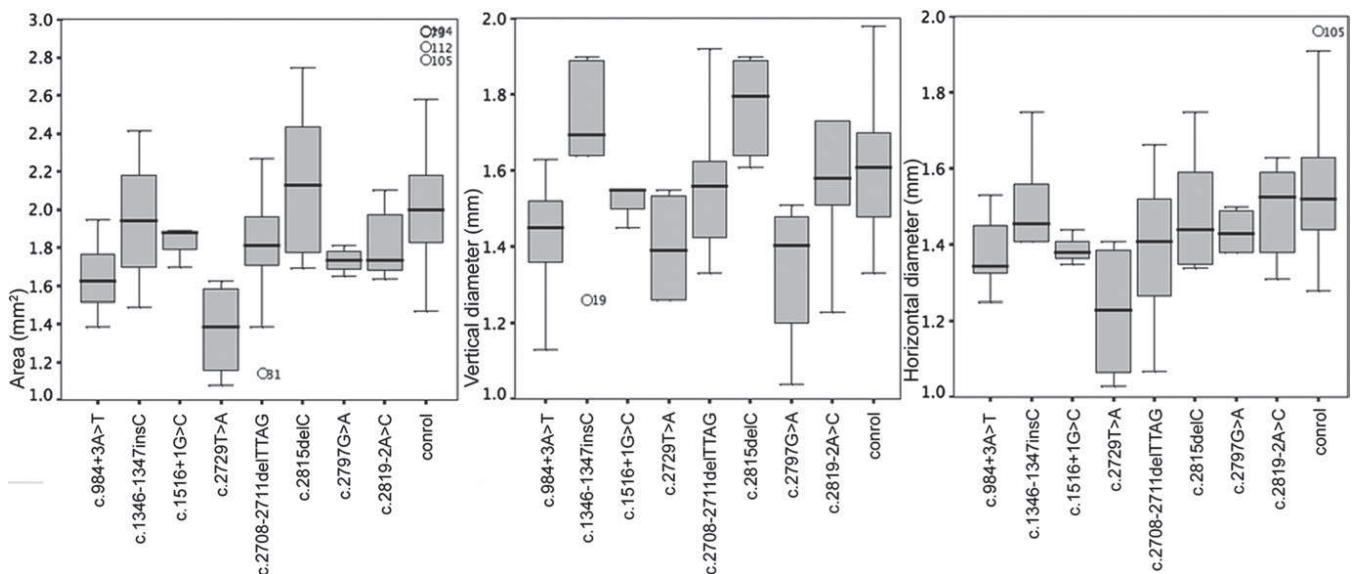 Area (mm²)
3.0
2.8
2.6
2.4
2.2
2.0
1.8
1.6
1.4
1.2
1.0
112
105
31
c.984+3A>T
c.1346-1347insC
c.1516+1G>C
c.2729T>A
c.2708-2711delTTAG
c.2815delC
c.2797G>A
c.2819-2A>C
conrol
Vertical diameter (mm)
2.0
1.8
1.6
1.4
1.2
1.0
19
c.984+3A>T
c.1346-1347insC
c.1516+1G>C
c.2729T>A
c.2708-2711delTTAG
c.2815delC
c.2797G>A
c.2819-2A>C
conrol
Horizontal diameter (mm)
2.0
1.8
1.6
1.4
1.2
1.0
105
c.984+3A>T
c.1346-1347insC
c.1516+1G>C
c.2729T>A
c.2708-2711delTTAG
c.2815delC
c.2797G>A
c.2819-2A>C
conrol